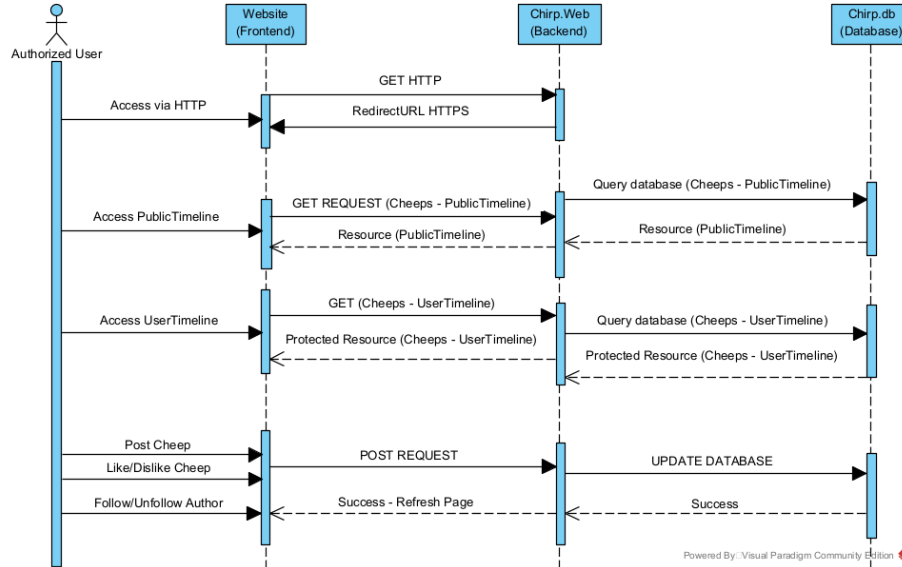 Authorized User
Website
(Frontend)
Chirp.Web
(Backend)
Chirp.db
(Database)
GET HTTP
Access via HTTP
RedirectURL HTTPS
Query database (Cheeps - PublicTimeline)
GET REQUEST (Cheeps - PublicTimeline)
Access PublicTimeline
Resource (PublicTimeline)
Resource (PublicTimeline)
GET (Cheeps - UserTimeline)
Access UserTimeline
Query database (Cheeps - UserTimeline)
Protected Resource (Cheeps - UserTimeline)
Protected Resource (Cheeps - UserTimeline)
Post Cheep
POST REQUEST
UPDATE DATABASE
Like/Dislike Cheep
Follow/Unfollow Author
Success - Refresh Page
Success
Powered By Visual Paradigm Community Edition